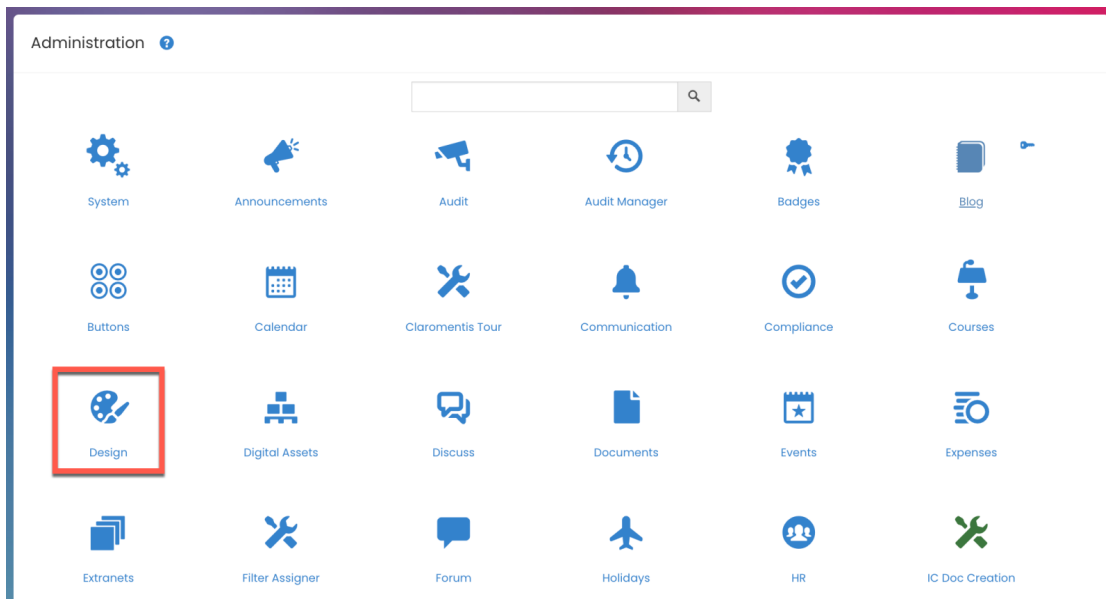 Administration ?
System
Announcements
Audit
Audit Manager
Badges
Blog
Buttons
Calendar
Claromentis Tour
Communication
Compliance
Courses
Design
Digital Assets
Discuss
Documents
Events
Expenses
Extranets
Filter Assigner
Forum
Holidays
HR
IC Doc Creation